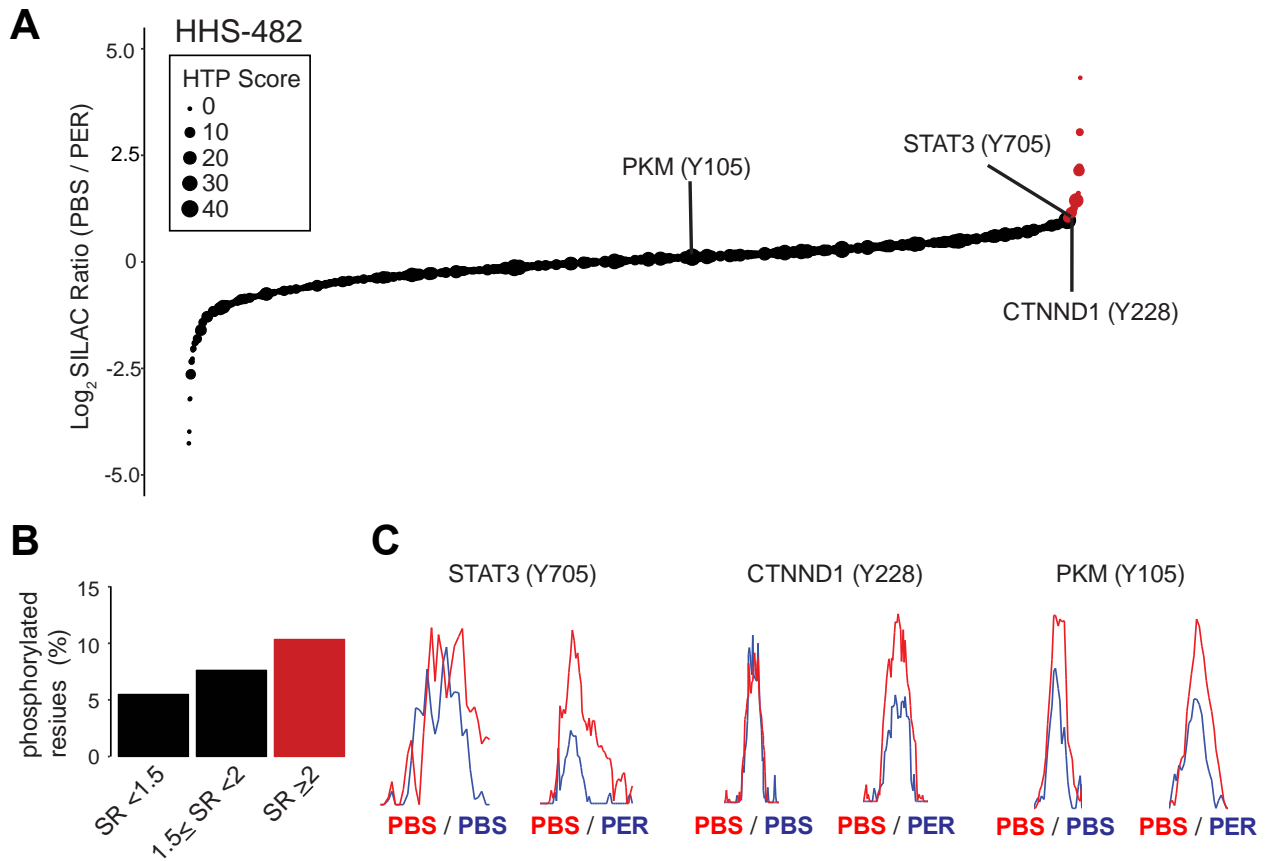 A
HHS-482
HTP Score
0
10
20
30
40
Log2 SILAC Ratio (PBS / PER)
5.0
2.5
0
-2.5
-5.0
PKM (Y105)
STAT3 (Y705)
CTNND1 (Y228)
B
phosphorylated
resiues (%)
15
10
5
0
SR <1.5
1.5≤ SR <2
SR ≥2
C
STAT3 (Y705)
CTNND1 (Y228)
PKM (Y105)
PBS / PBS
PBS / PER
PBS / PBS
PBS / PER
PBS / PBS
PBS / PER